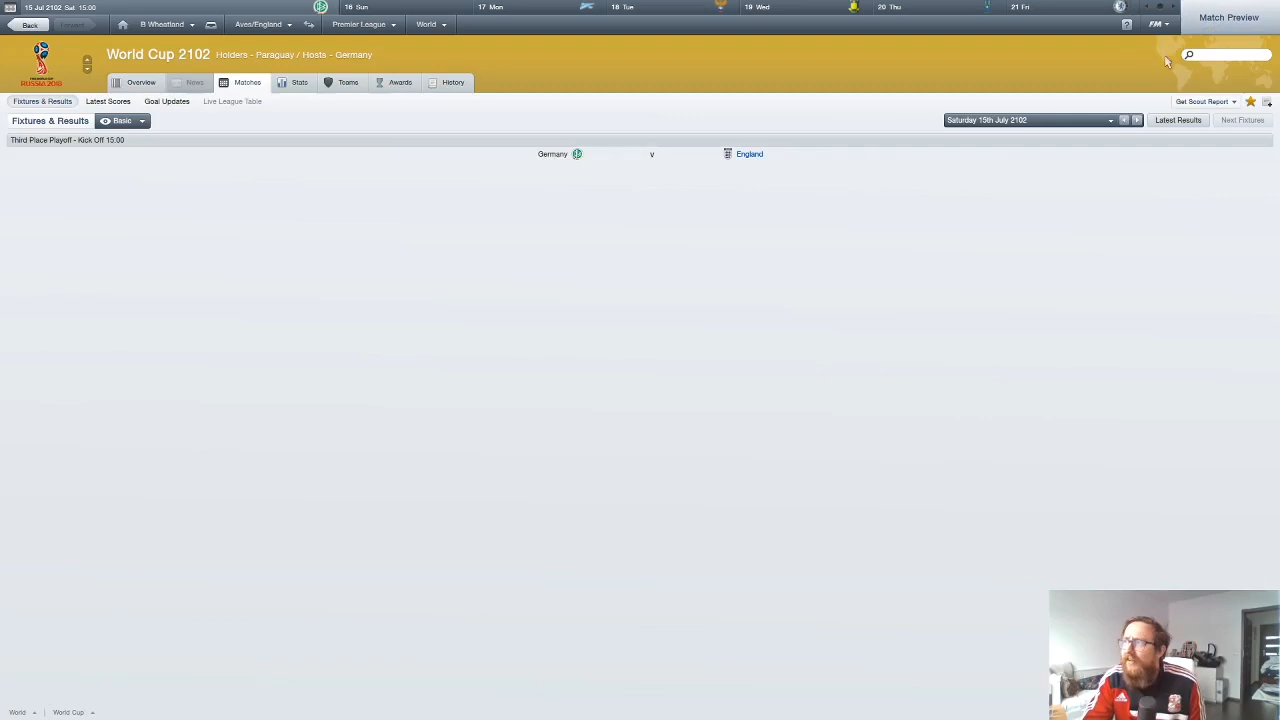 15 Jul 2102 Sat 15:00 16 Sun 17 Mon 18 Tue 19 Wed 20 Thu 21 Fri
Back Forward B Wheatland Aves/England Premier League World ? FM Match Preview
World Cup 2102 Holders - Paraguay / Hosts - Germany
RUSSIA 2018
Overview News Matches Stats Teams Awards History
Fixtures & Results Latest Scores Goal Updates Live League Table Get Scout Report
Fixtures & Results Basic Saturday 15th July 2102 Latest Results Next Fixtures
Third Place Playoff - Kick Off 15:00
Germany v England
World World Cup